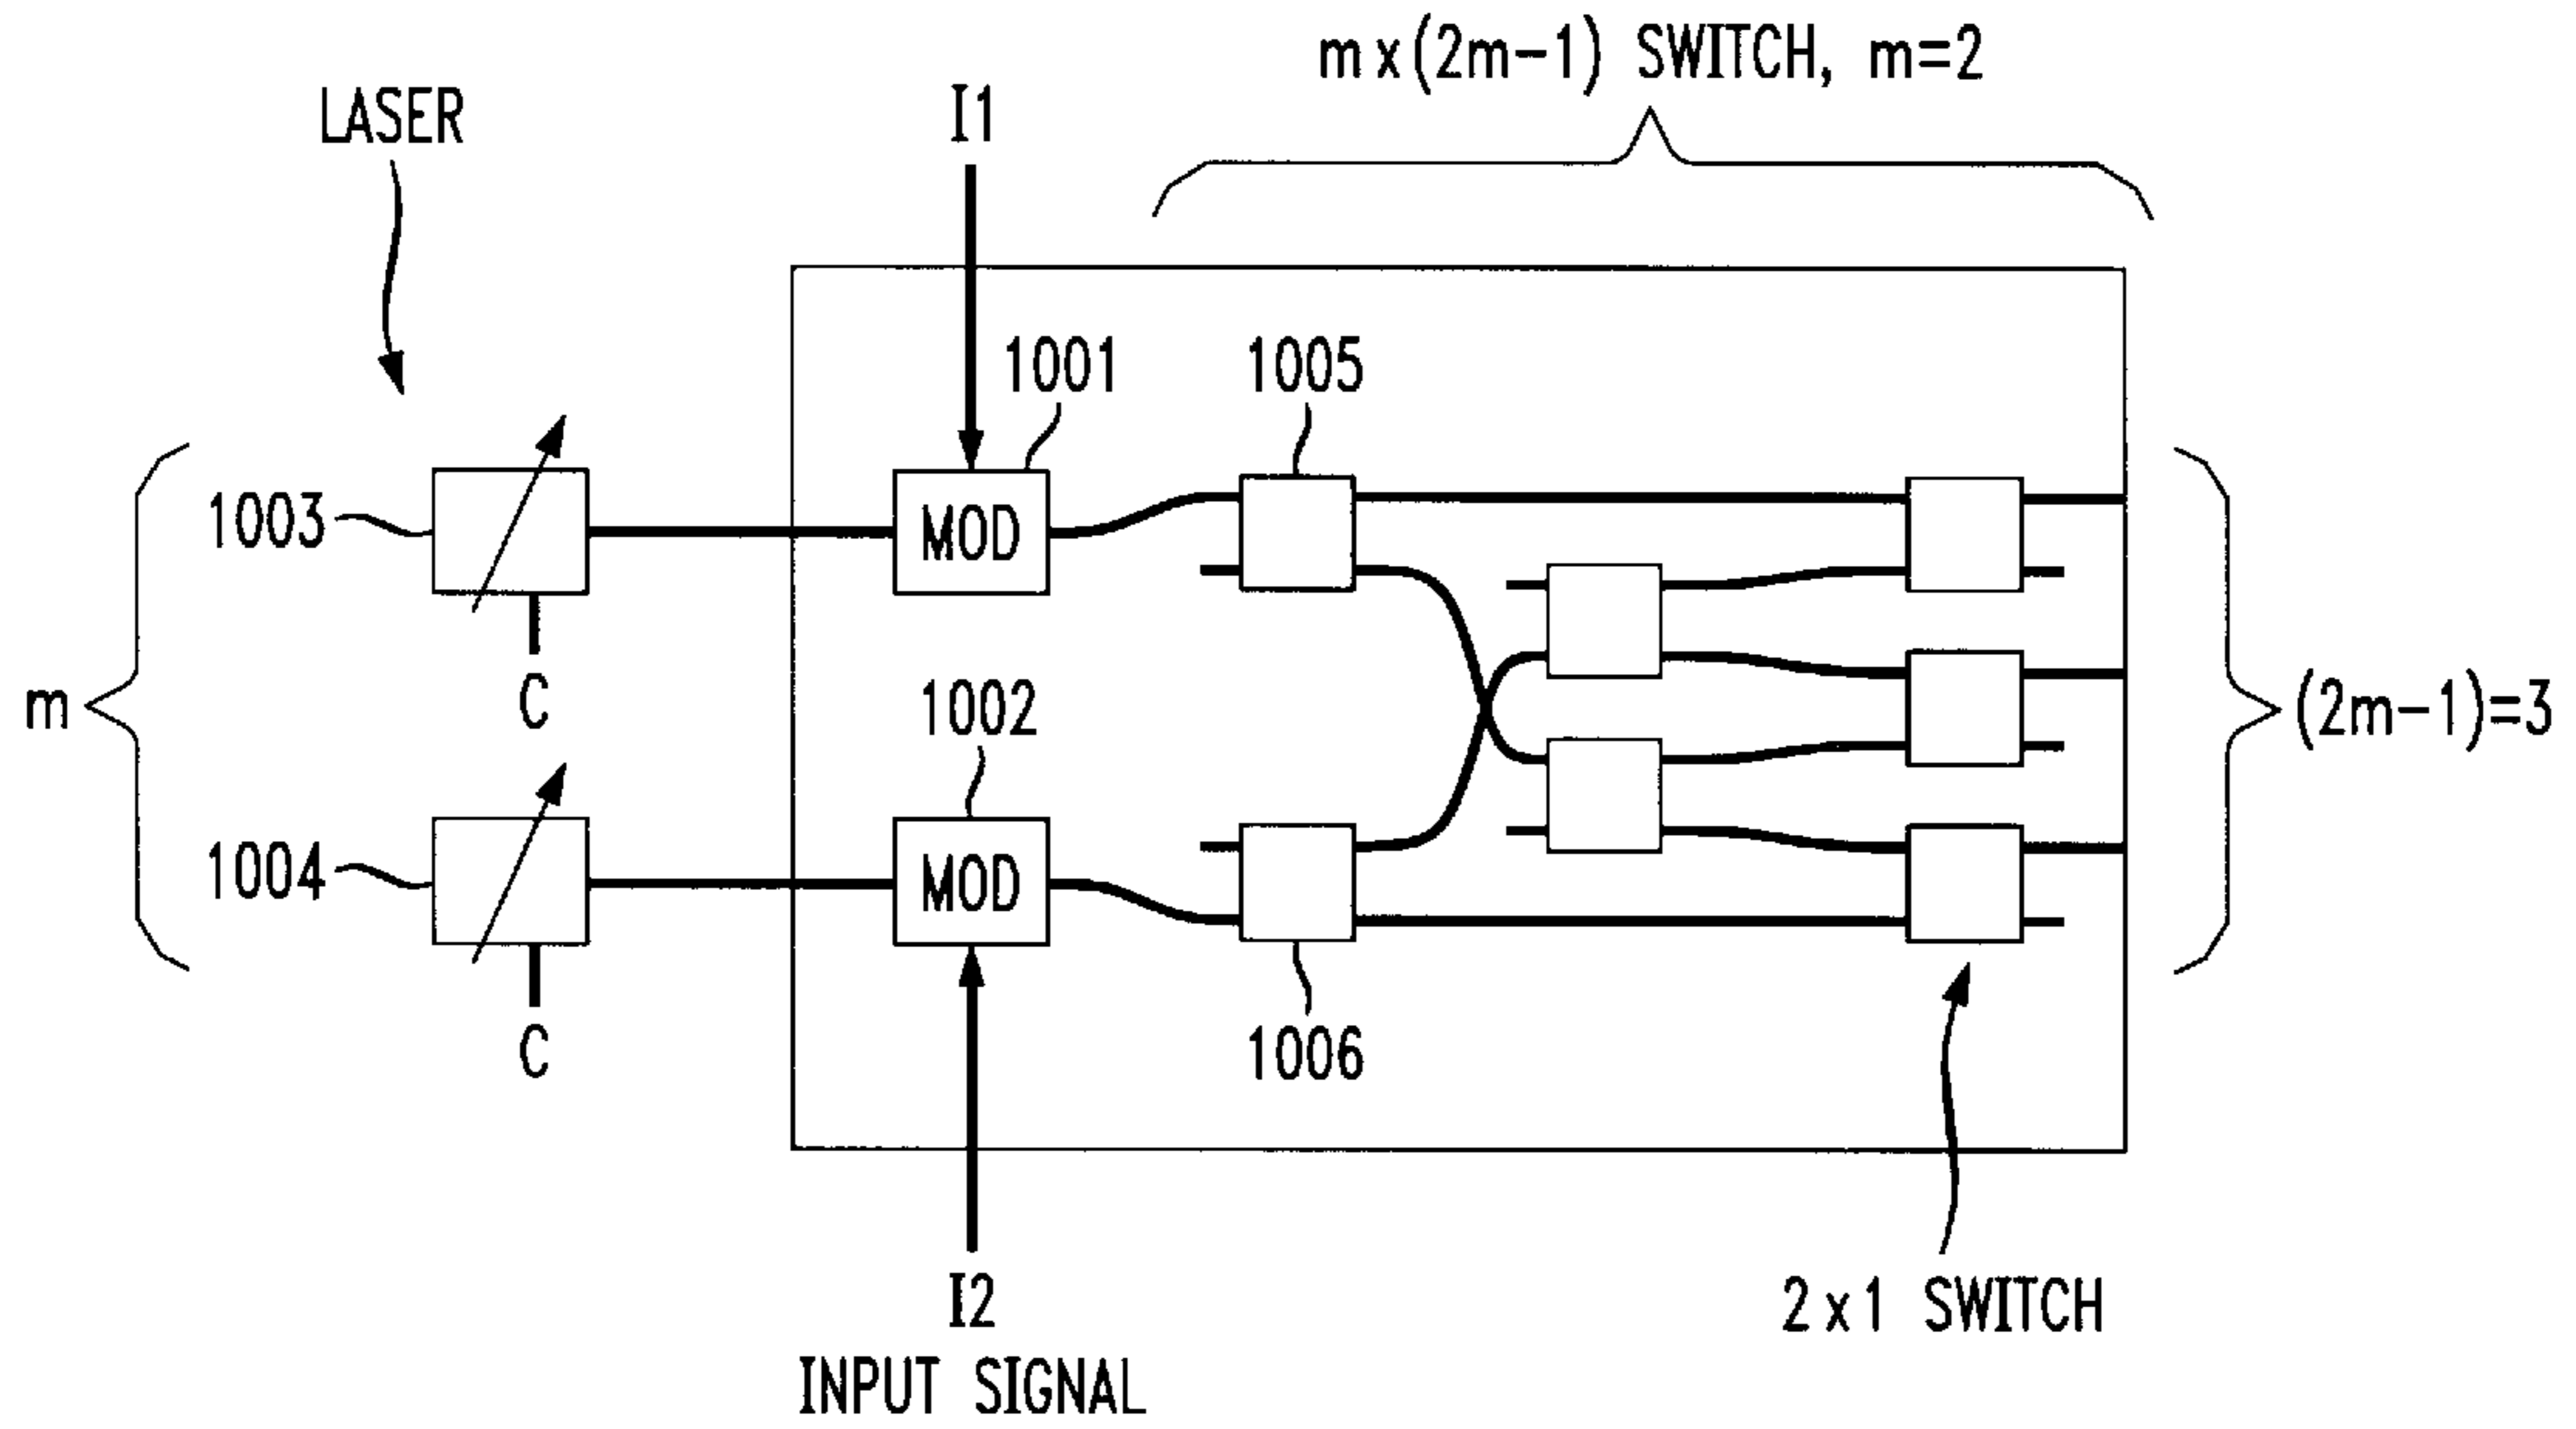 m x (2m-1) SWITCH, m=2
LASER
I1
1001
1005
1003
MOD
C
m
1002
(2m-1)=3
1004
MOD
C
1006
I2
INPUT SIGNAL
2 x 1 SWITCH